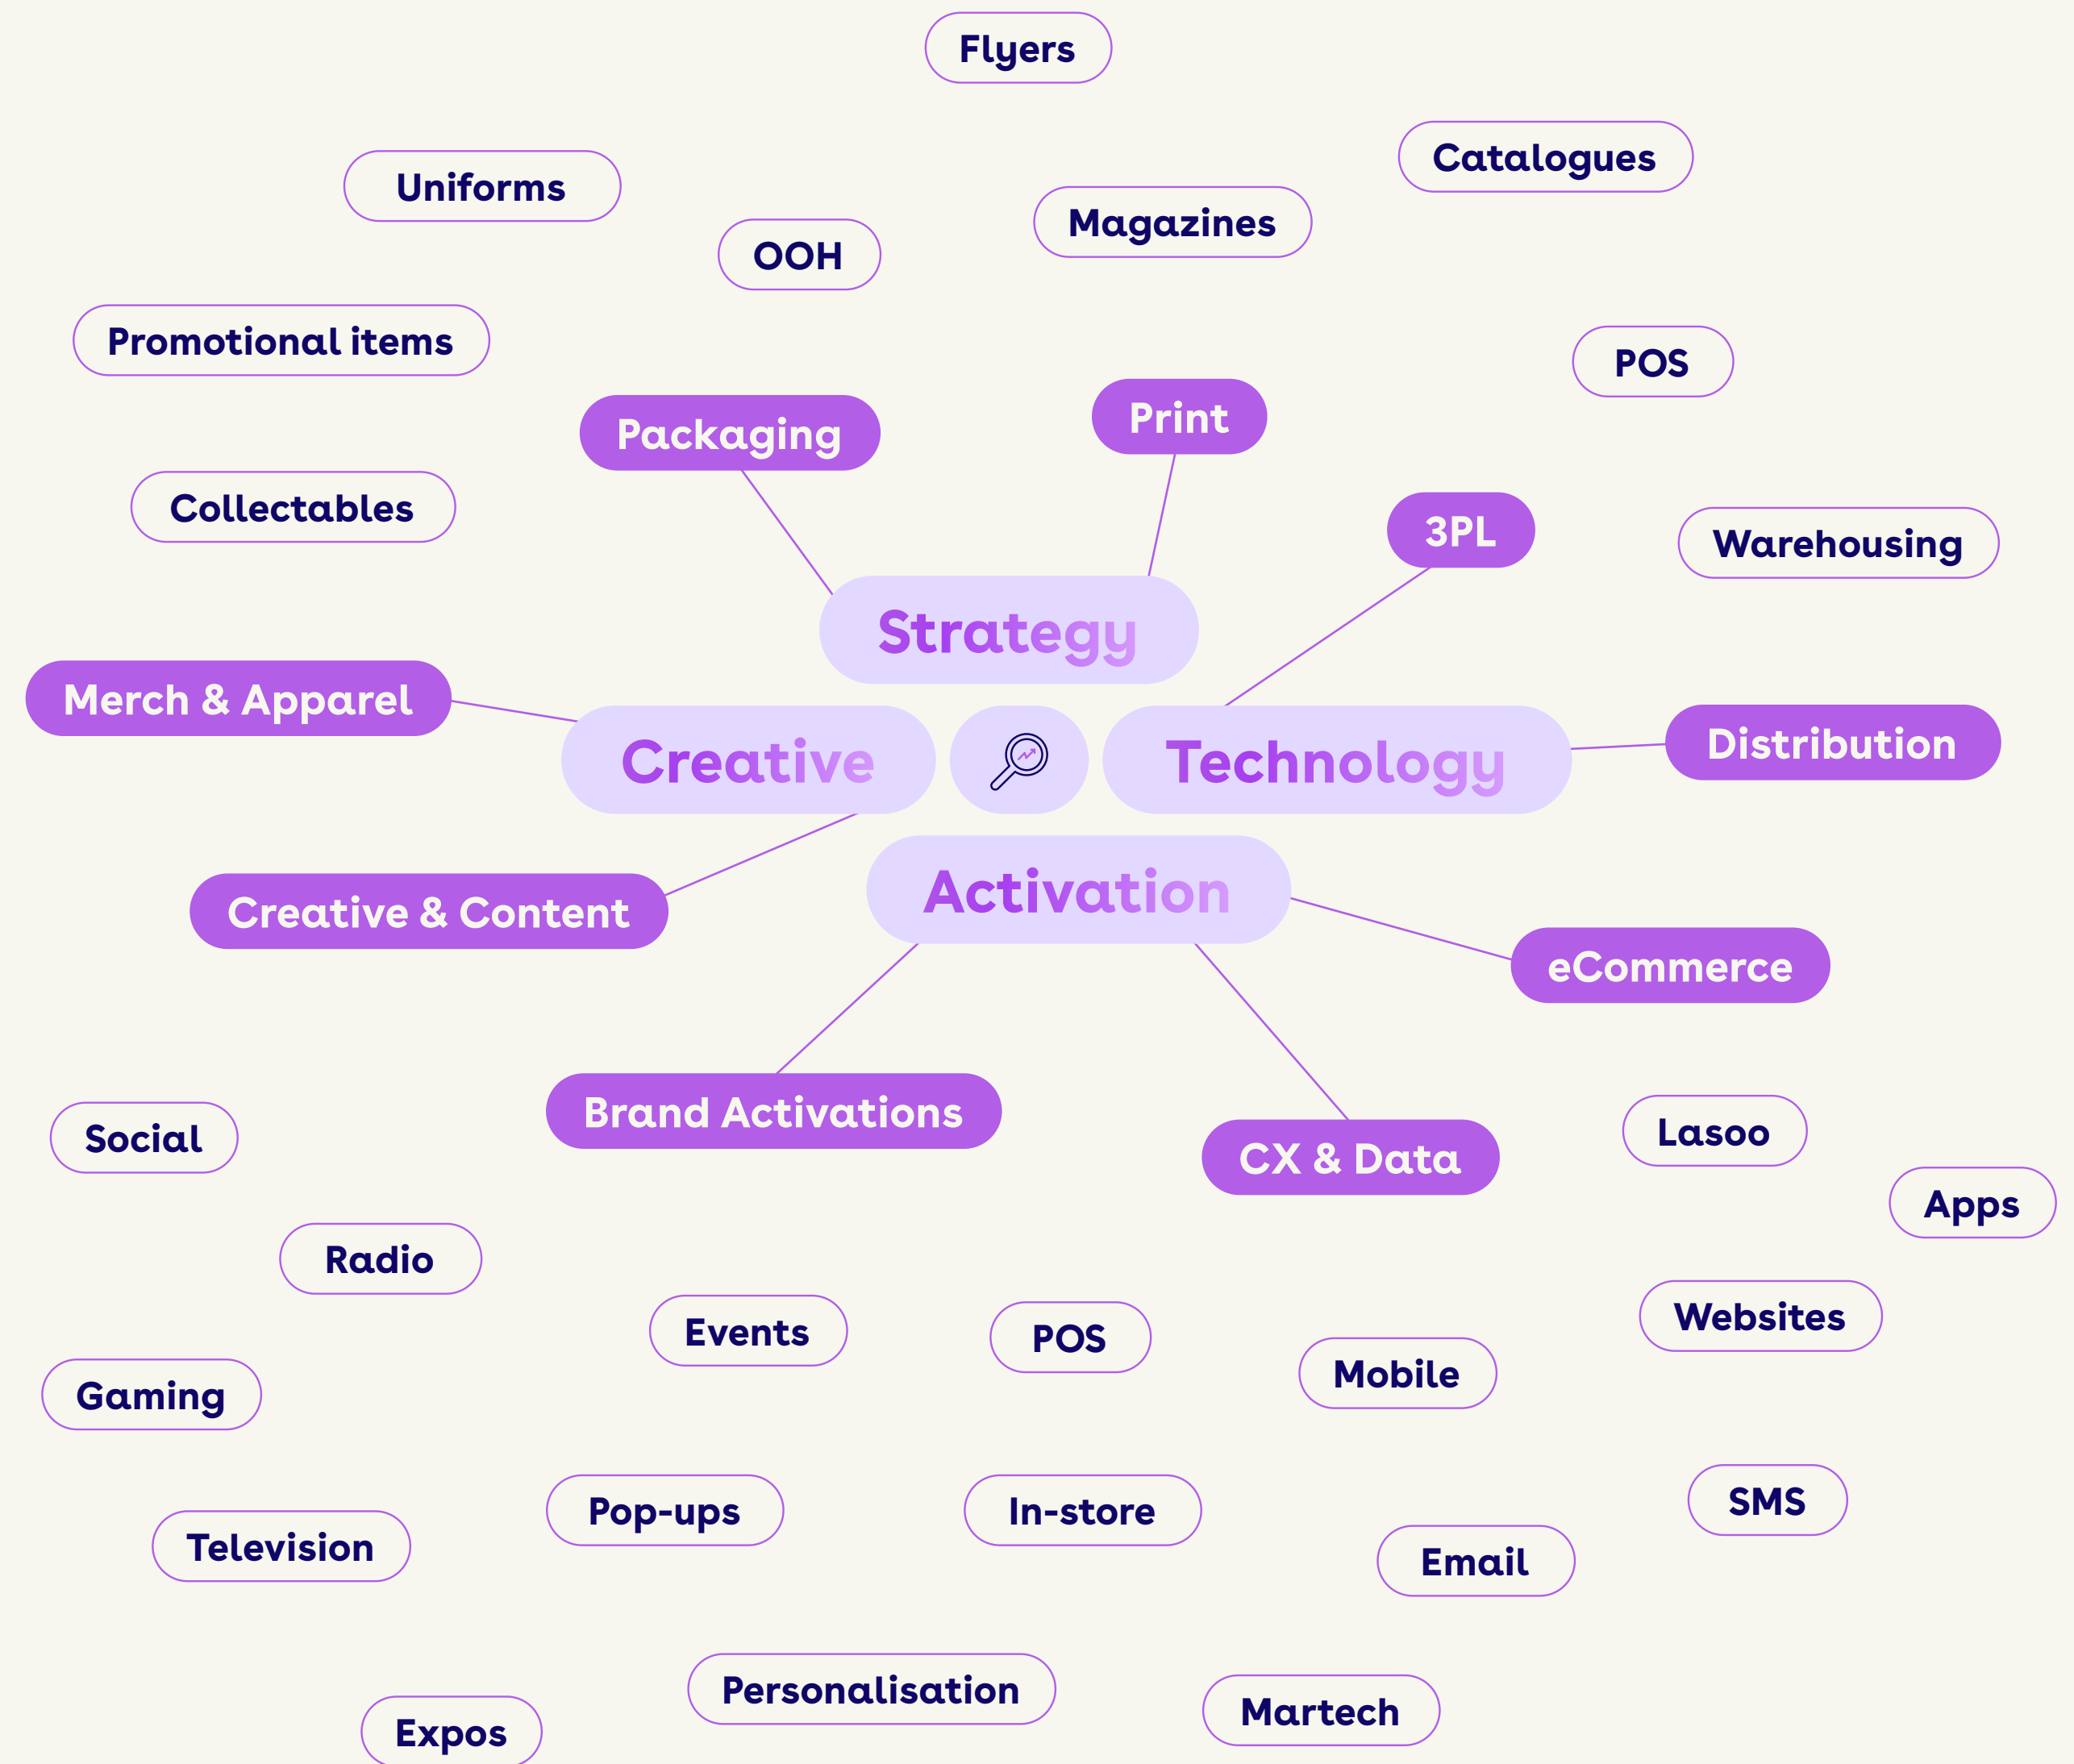 Flyers
Catalogues
Uniforms
Magazines
OOH
Promotional items
POS
Packaging
Print
Collectables
3PL
Warehousing
Strategy
Merch & Apparel
Distribution
Creative
Technology
Activation
Creative & Content
eCommerce
Brand Activations
Social
Lasoo
CX & Data
Apps
Radio
Events
POS
Websites
Mobile
Gaming
SMS
Pop-ups
In-store
Television
Email
Personalisation
Martech
Expos